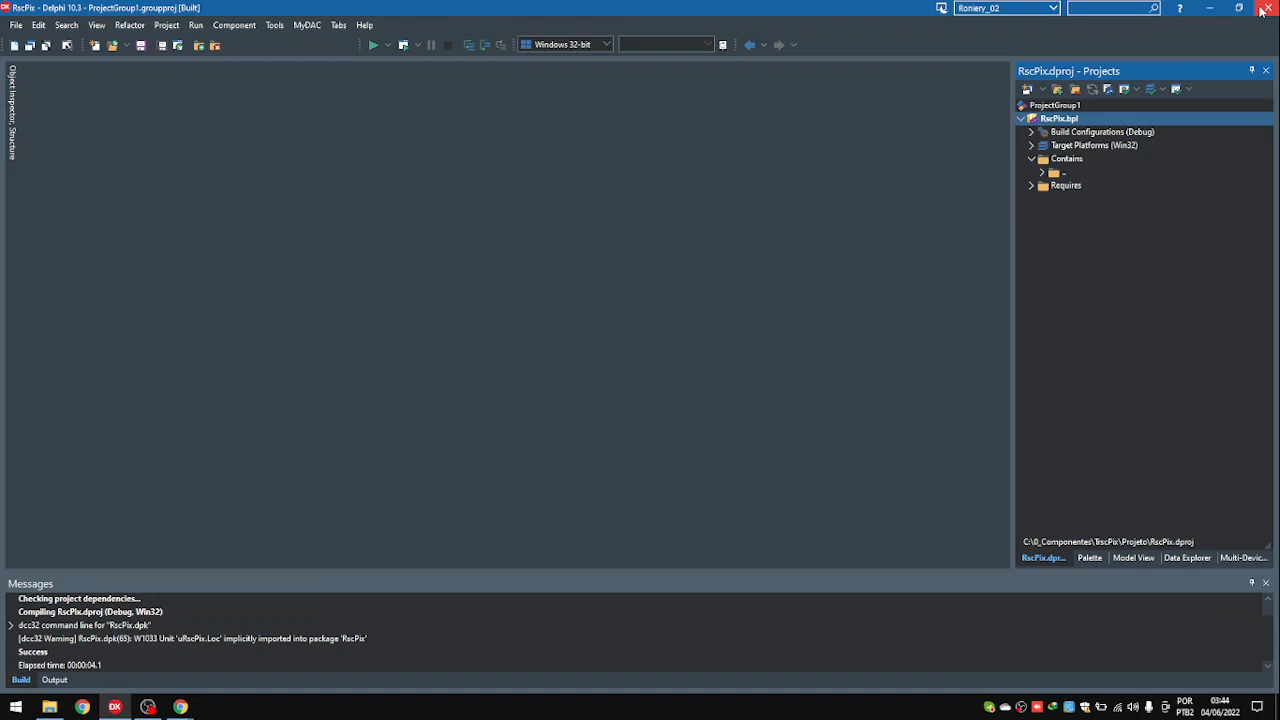 RscPix - Delphi 10.3 - ProjectGroup1.groupproj [Built]
Roniery_02
File Edit Search View Refactor Project Run Component Tools MyDAC Tabs Help
Windows 32-bit
Object Inspector, Structure
RscPix.dproj - Projects
ProjectGroup1
RscPix.bpl
Build Configurations (Debug)
Target Platforms (Win32)
Contains
..
Requires
C:\0_Componentes\TrscPix\Projeto\RscPix.dproj
RscPix.dpr... Palette Model View Data Explorer Multi-Devic...
Messages
Checking project dependencies...
Compiling RscPix.dproj (Debug, Win32)
dcc32 command line for "RscPix.dpk"
[dcc32 Warning] RscPix.dpk(65): W1033 Unit 'uRscPix.Loc' implicitly imported into package 'RscPix'
Success
Elapsed time: 00:00:04.1
Build Output
DX
POR
PTB2
03:44
04/06/2022